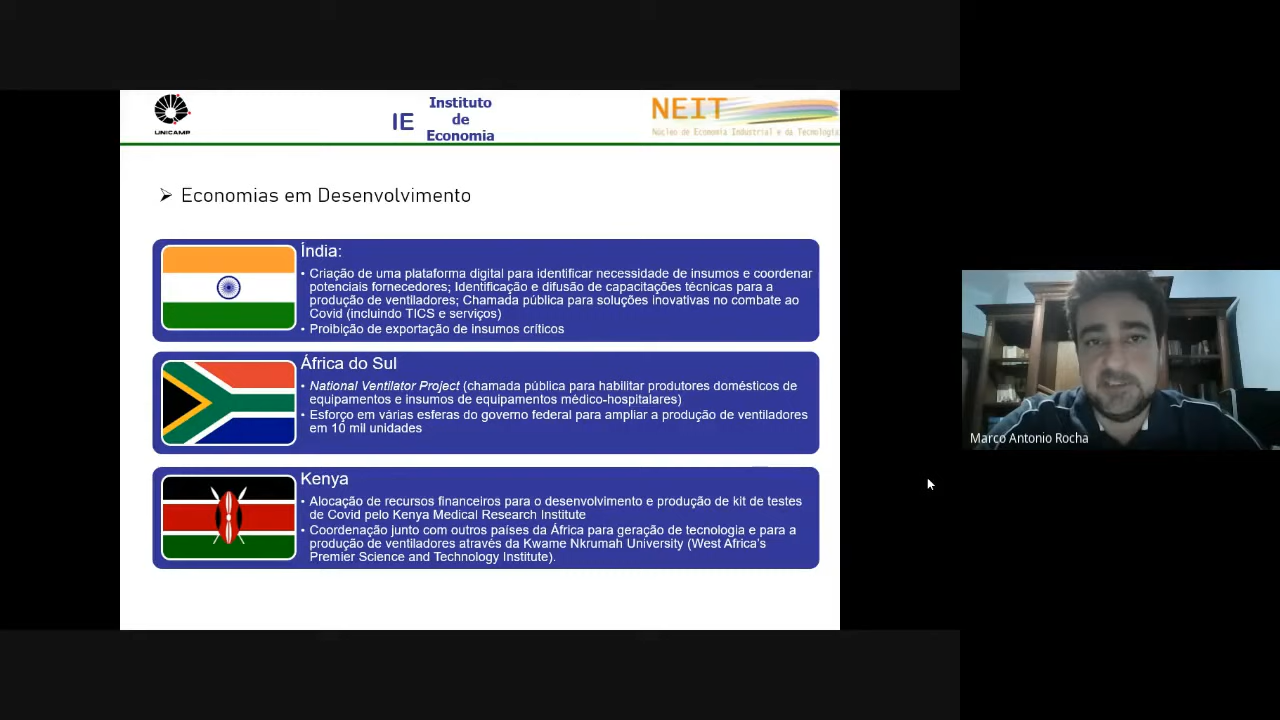 UNICAMP
IE
Instituto
de
Economia
NEIT
Núcleo de Economia Industrial e da Tecnologia
Economias em Desenvolvimento
Índia:
• Criação de uma plataforma digital para identificar necessidade de insumos e coordenar
potenciais fornecedores; Identificação e difusão de capacitações técnicas para a
produção de ventiladores; Chamada pública para soluções inovativas no combate ao
Covid (incluindo TICS e serviços)
• Proibição de exportação de insumos críticos
África do Sul
• National Ventilator Project (chamada pública para habilitar produtores domésticos de
equipamentos e insumos de equipamentos médico-hospitalares)
• Esforço em várias esferas do governo federal para ampliar a produção de ventiladores
em 10 mil unidades
Kenya
• Alocação de recursos financeiros para o desenvolvimento e produção de kit de testes
de Covid pelo Kenya Medical Research Institute
• Coordenação junto com outros países da África para geração de tecnologia e para a
produção de ventiladores através da Kwame Nkrumah University (West Africa's
Premier Science and Technology Institute).
Marco Antonio Rocha